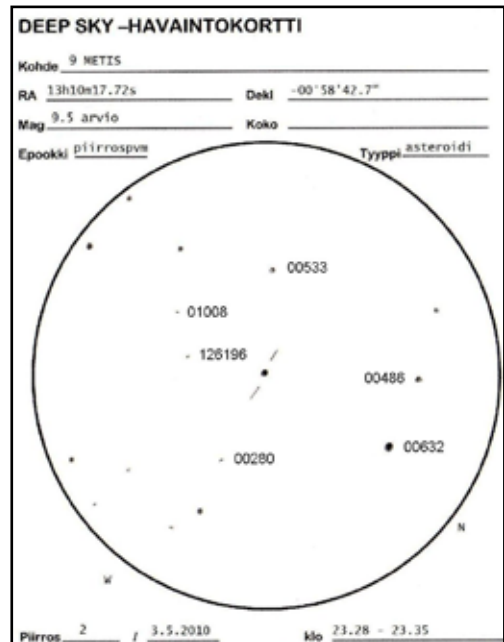 DEEP SKY –HAVAINTOKORTTI
Kohde 9 METIS
RA 13h10m17.72s Dekl -00°58'42.7"
Mag 9.5 arvio Koko
Epookki piirrospvm Tyyppi asteroidi
00533
01008
126196
00486
00632
00280
N
W
Piirros 2 / 3.5.2010 klo 23.28 - 23.35